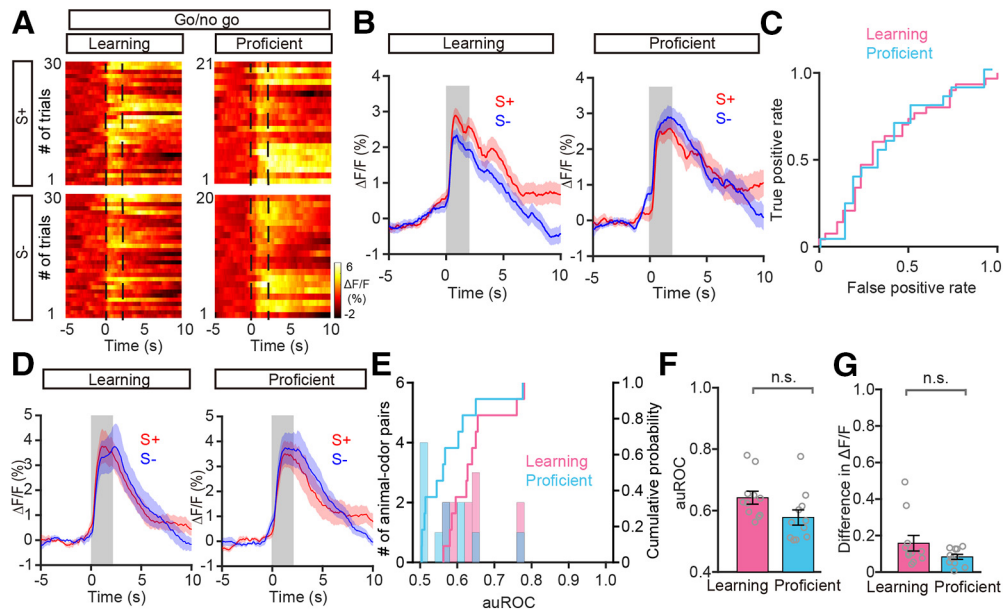 A
Go/no go
Learning
Proficient
S+
# of trials
30
1
21
1
S-
# of trials
30
1
20
1
6
ΔF/F
(%)
-2
-5 0 5 10
-5 0 5 10
Time (s)
Time (s)
B
Learning
Proficient
ΔF/F (%)
4
3
2
1
0
-1
S+
S-
-5 0 5 10
Time (s)
ΔF/F (%)
4
3
2
1
0
-1
S+
S-
-5 0 5 10
Time (s)
C
Learning
Proficient
True positive rate
1.0
0.5
0
0.5
1.0
False positive rate
D
Learning
Proficient
ΔF/F (%)
5
4
3
2
1
0
-1
S+
S-
-5 0 5 10
Time (s)
ΔF/F (%)
5
4
3
2
1
0
-1
S+
S-
-5 0 5 10
Time (s)
E
# of animal-odor pairs
6
4
2
0
Learning
Proficient
1.0
0.8
0.6
0.4
0.2
0
Cumulative probability
0.5 0.6 0.7 0.8 0.9 1.0
auROC
F
n.s.
auROC
1.0
0.8
0.6
0.4
Learning Proficient
G
n.s.
Difference in ΔF/F
1.0
0.8
0.6
0.4
0.2
0
Learning Proficient